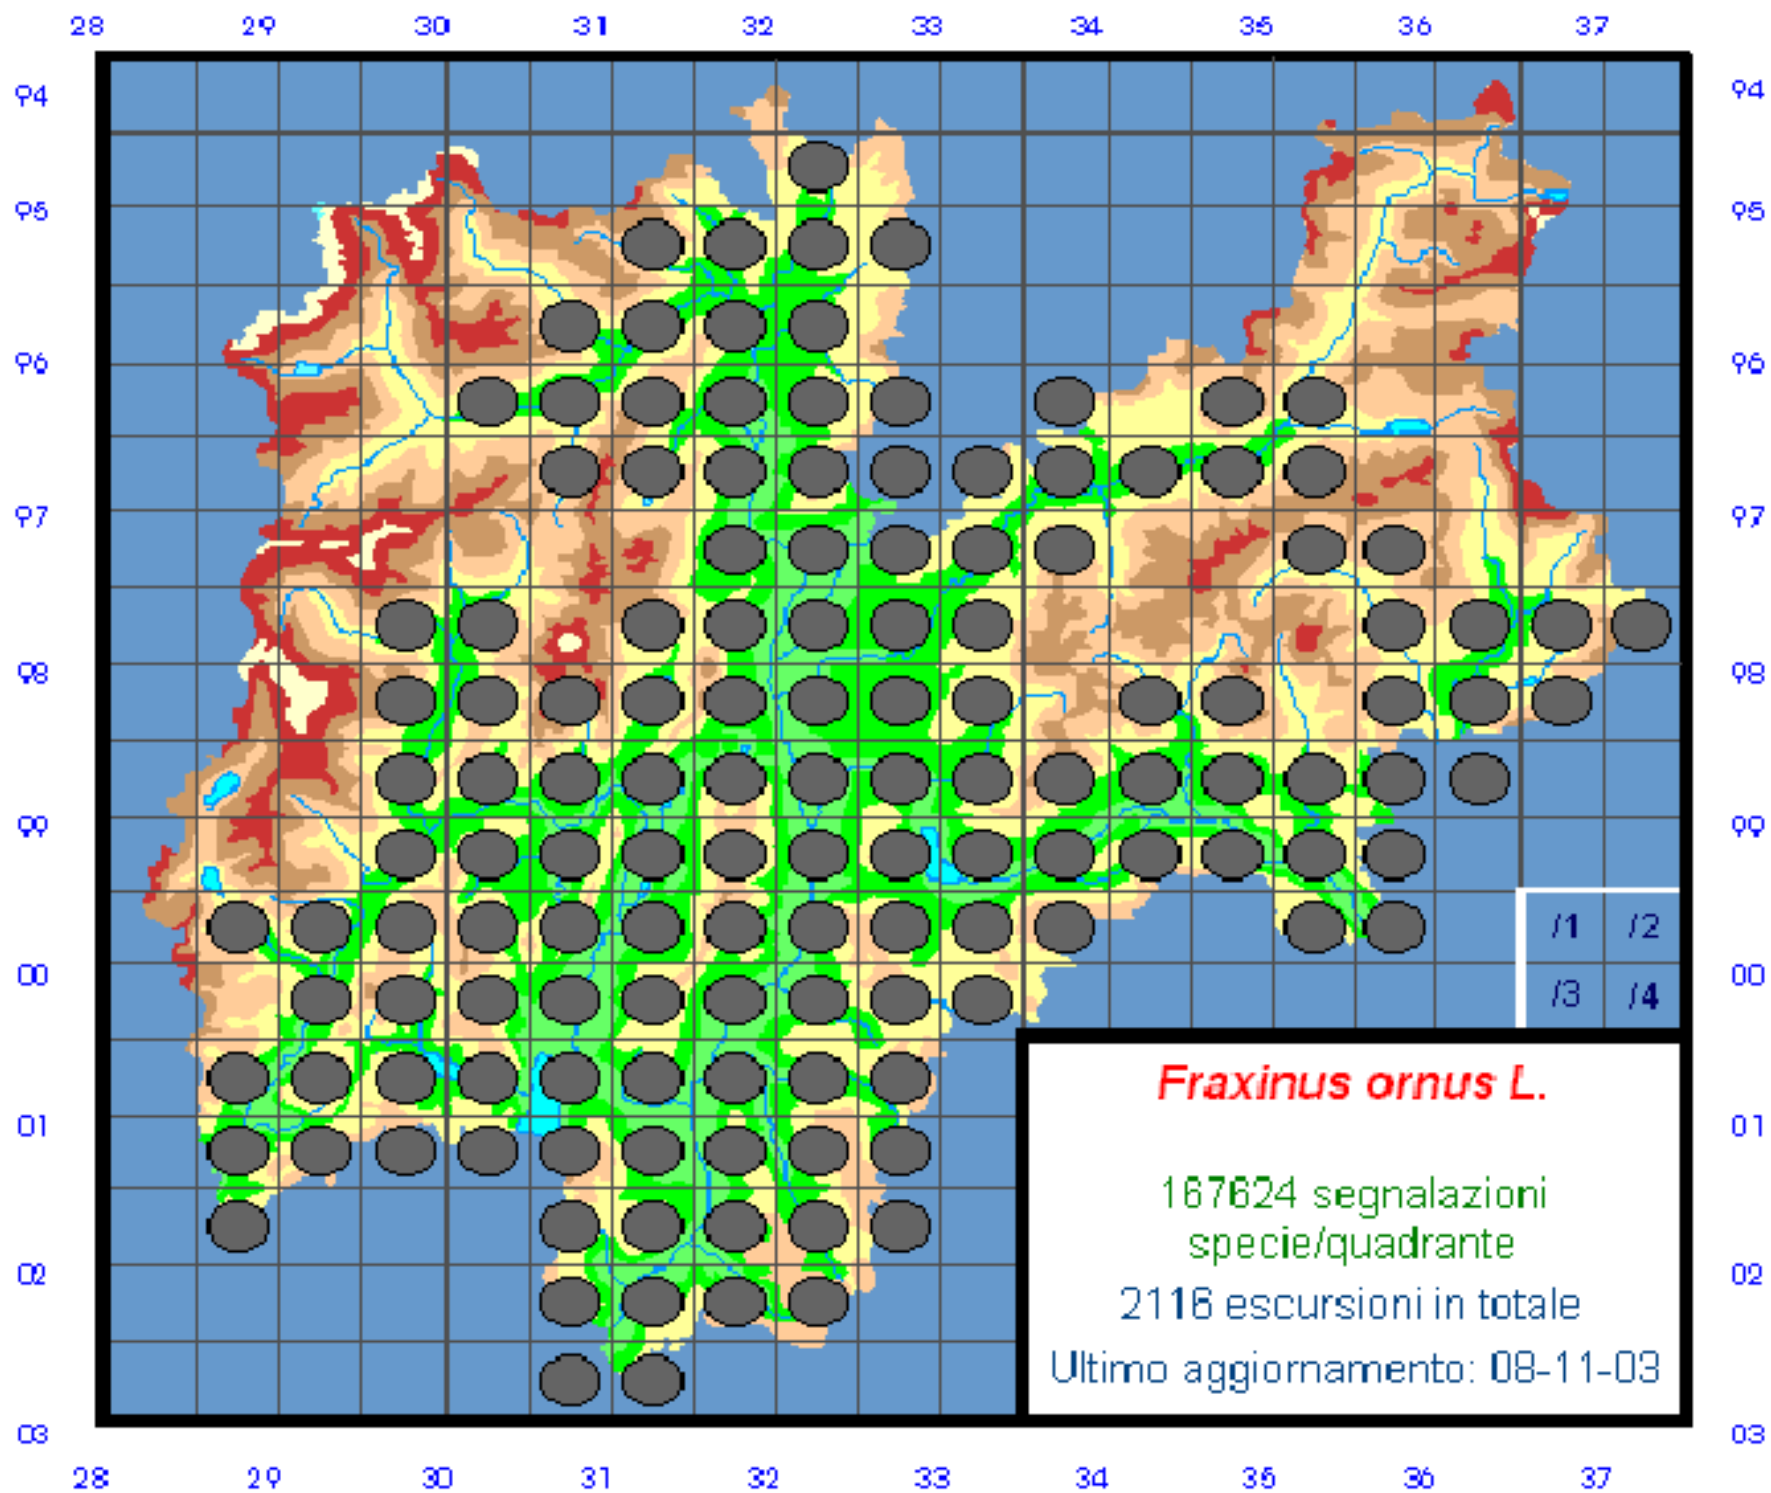 28 29 30 31 32 33 34 35 36 37
94 94
95 95
96 96
97 97
98 98
99 99
/1 /2
00 00
/3 /4
Fraxinus ornus L.
01 01
167624 segnalazioni
specie/quadrante
02 02
2116 escursioni in totale
Ultimo aggiornamento: 08-11-03
03 03
28 29 30 31 32 33 34 35 36 37